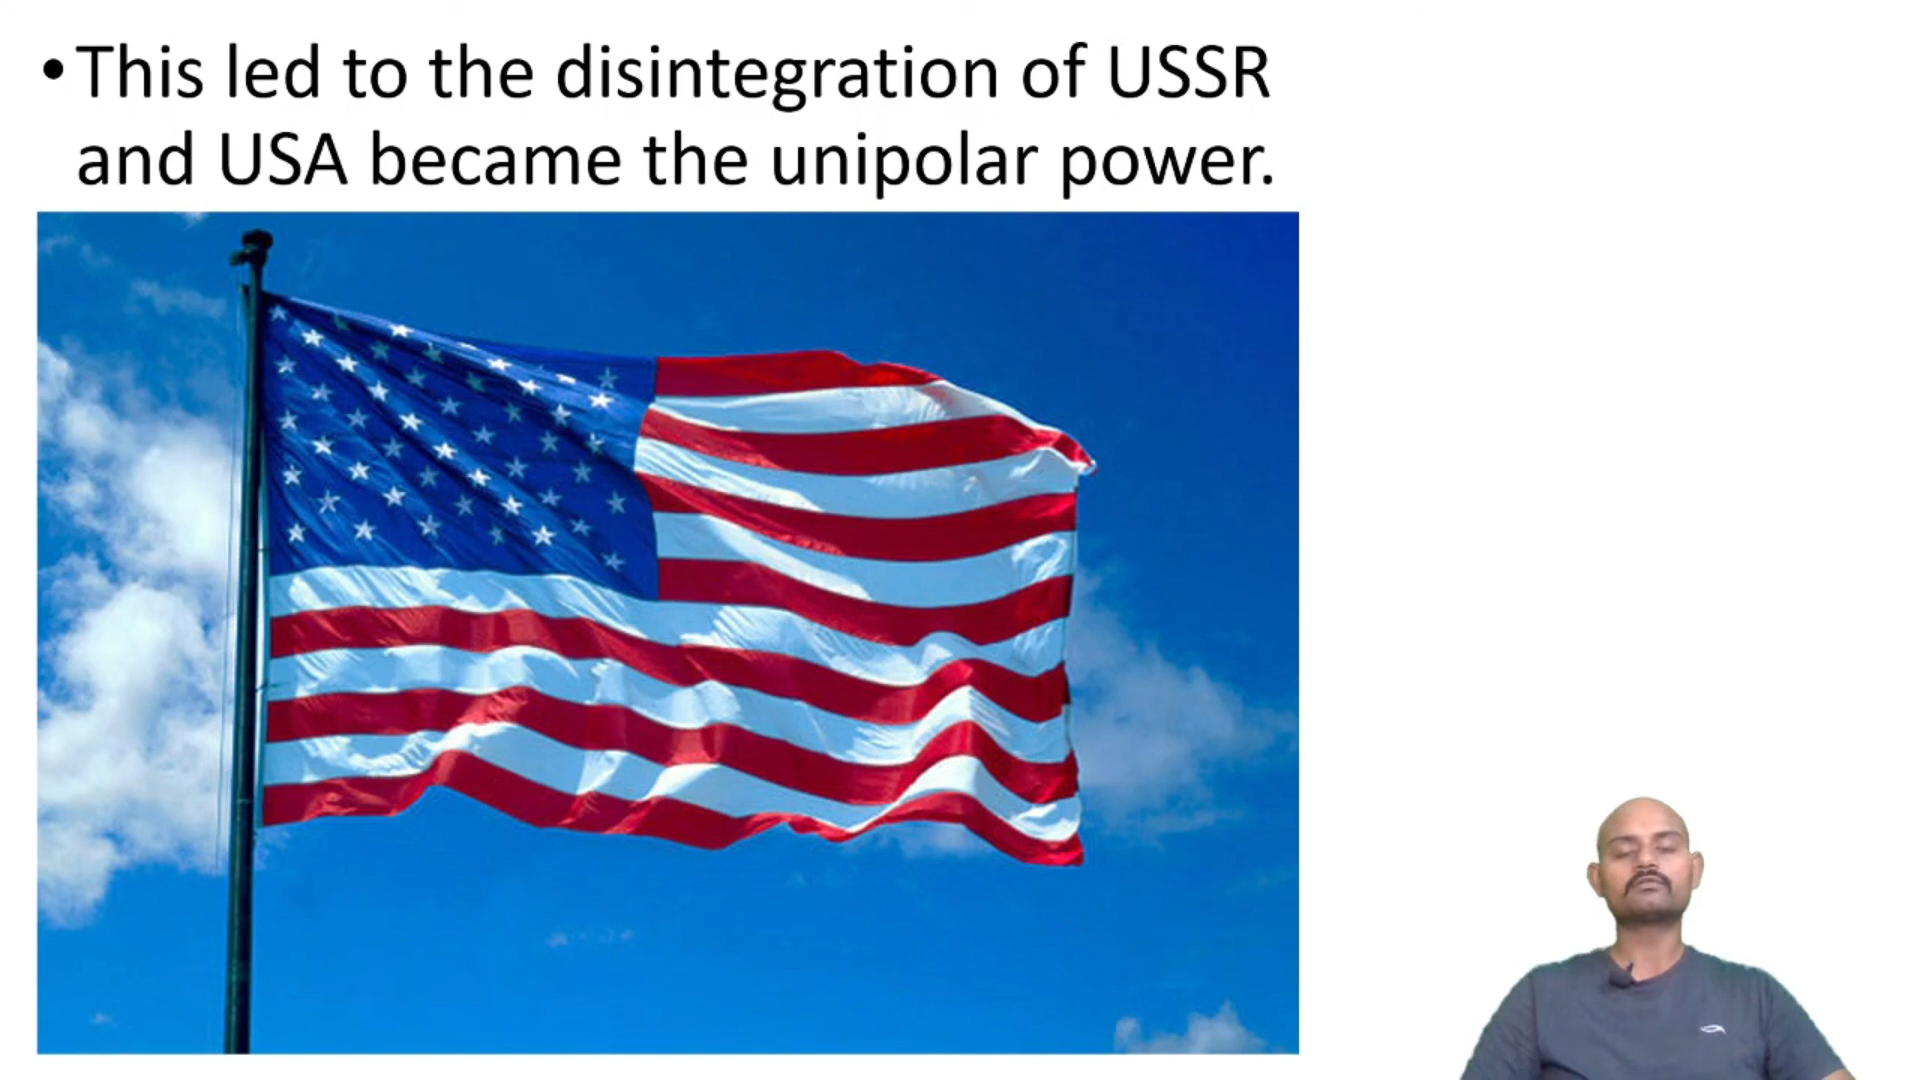 •This led to the disintegration of USSR
and USA became the unipolar power.